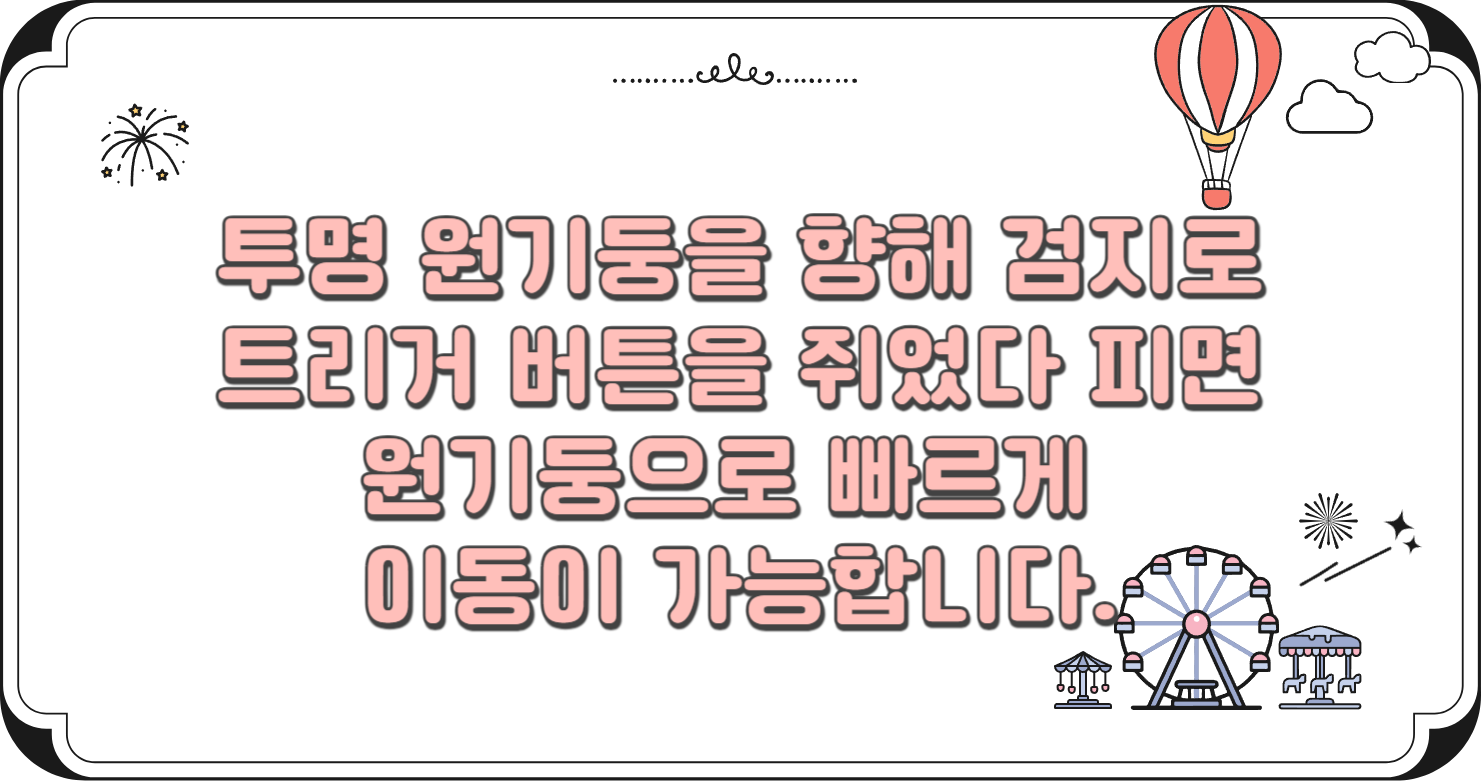 투명 원기둥을 향해 검지로
트리거 버튼을 쥐었다 피면
원기둥으로 빠르게
이동이 가능합니다.